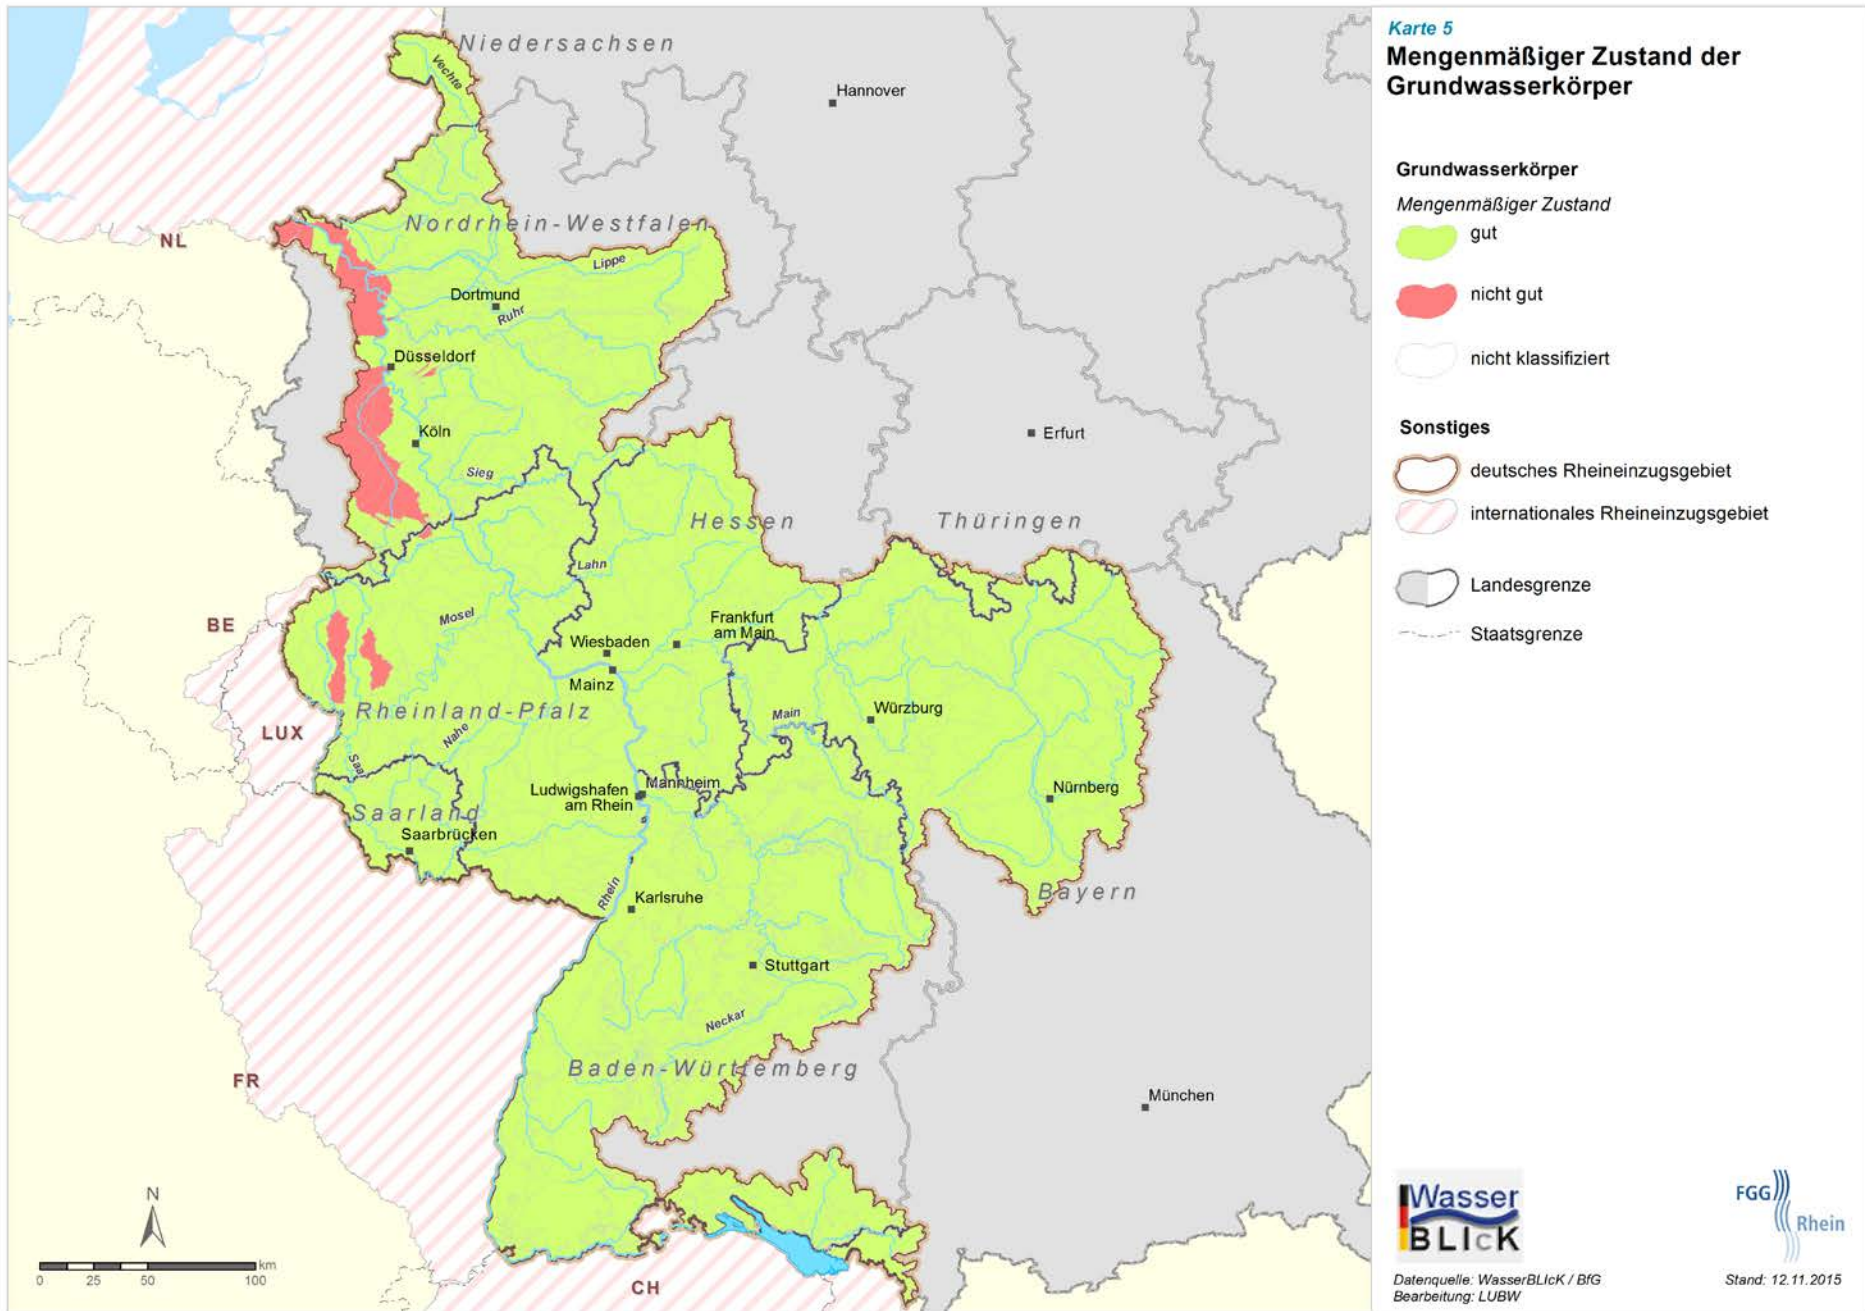 Karte 5
Mengenmäßiger Zustand der
Grundwasserkörper
Grundwasserkörper
Mengenmäßiger Zustand
gut
nicht gut
nicht klassifiziert
Sonstiges
deutsches Rheineinzugsgebiet
internationales Rheineinzugsgebiet
Landesgrenze
Staatsgrenze
Niedersachsen
Vechte
Hannover
Nordrhein-Westfalen
NL
Lippe
Dortmund
Ruhr
Düsseldorf
Köln
Erfurt
Sieg
Hessen
Thüringen
Lahn
BE
Mosel
Frankfurt
am Main
Wiesbaden
Mainz
Rheinland-Pfalz
Main
Würzburg
LUX
Nahe
Saar
Ludwigshafen
am Rhein
Mannheim
Nürnberg
Saarland
Saarbrücken
Rhein
Karlsruhe
Bayern
Stuttgart
Neckar
Baden-Württemberg
FR
München
N
km
0 25 50 100
CH
Wasser
BLIcK
FGG
Rhein
Datenquelle: WasserBLIcK / BfG
Bearbeitung: LUBW
Stand: 12.11.2015